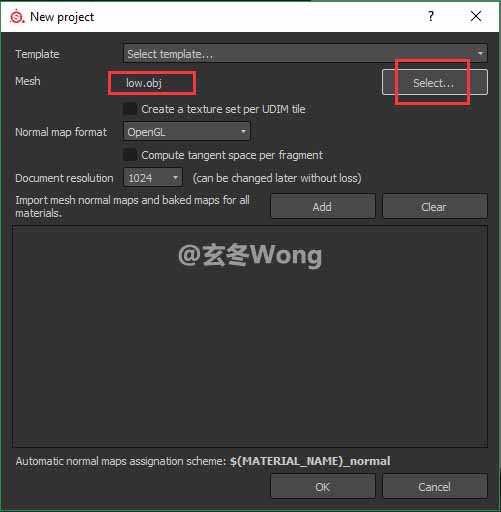 New project
?
Template Select template...
Mesh low.obj Select...
Create a texture set per UDIM tile
Normal map format OpenGL
Compute tangent space per fragment
Document resolution 1024 (can be changed later without loss)
Import mesh normal maps and baked maps for all
materials. Add Clear
@玄冬Wong
Automatic normal maps assignation scheme: $(MATERIAL_NAME)_normal
OK Cancel